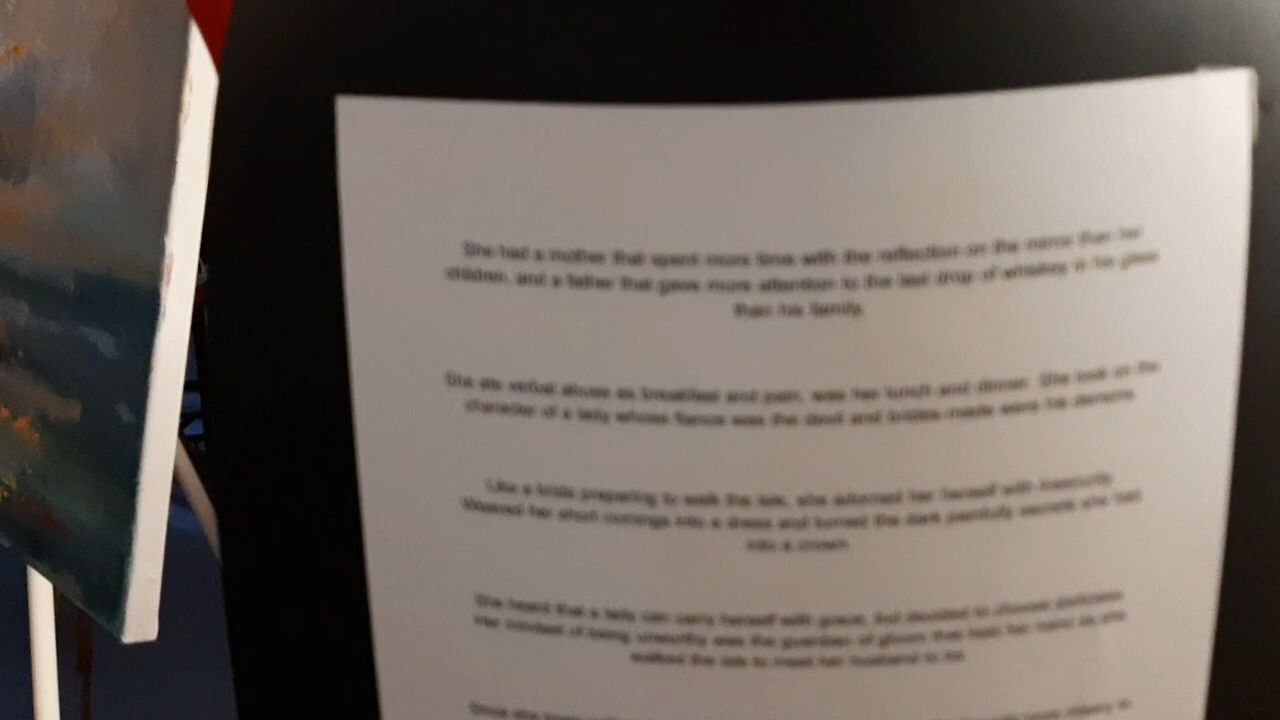 She had a mother that spent more time with the reflection on the mirror than her
children, and a father that gave more attention to the last drop of whiskey in his glass
than his family.
She ate verbal abuse as breakfast and pain, was her lunch and dinner. She took on the
character of a lady whose fiance was the devil and brides-made were his demons.
Like a bride preparing to walk the isle, she adorned her herself with insecurity
Weaved her short comings into a dress and turned the dark painfuly secrets she had
into a crown.
She heard that a lady can carry herself with grace, but decided to choose darkness
Her mindset of being unworthy was the guardian of gloom that held her hand as she
walked the isle to meet her husband to be.
Since she